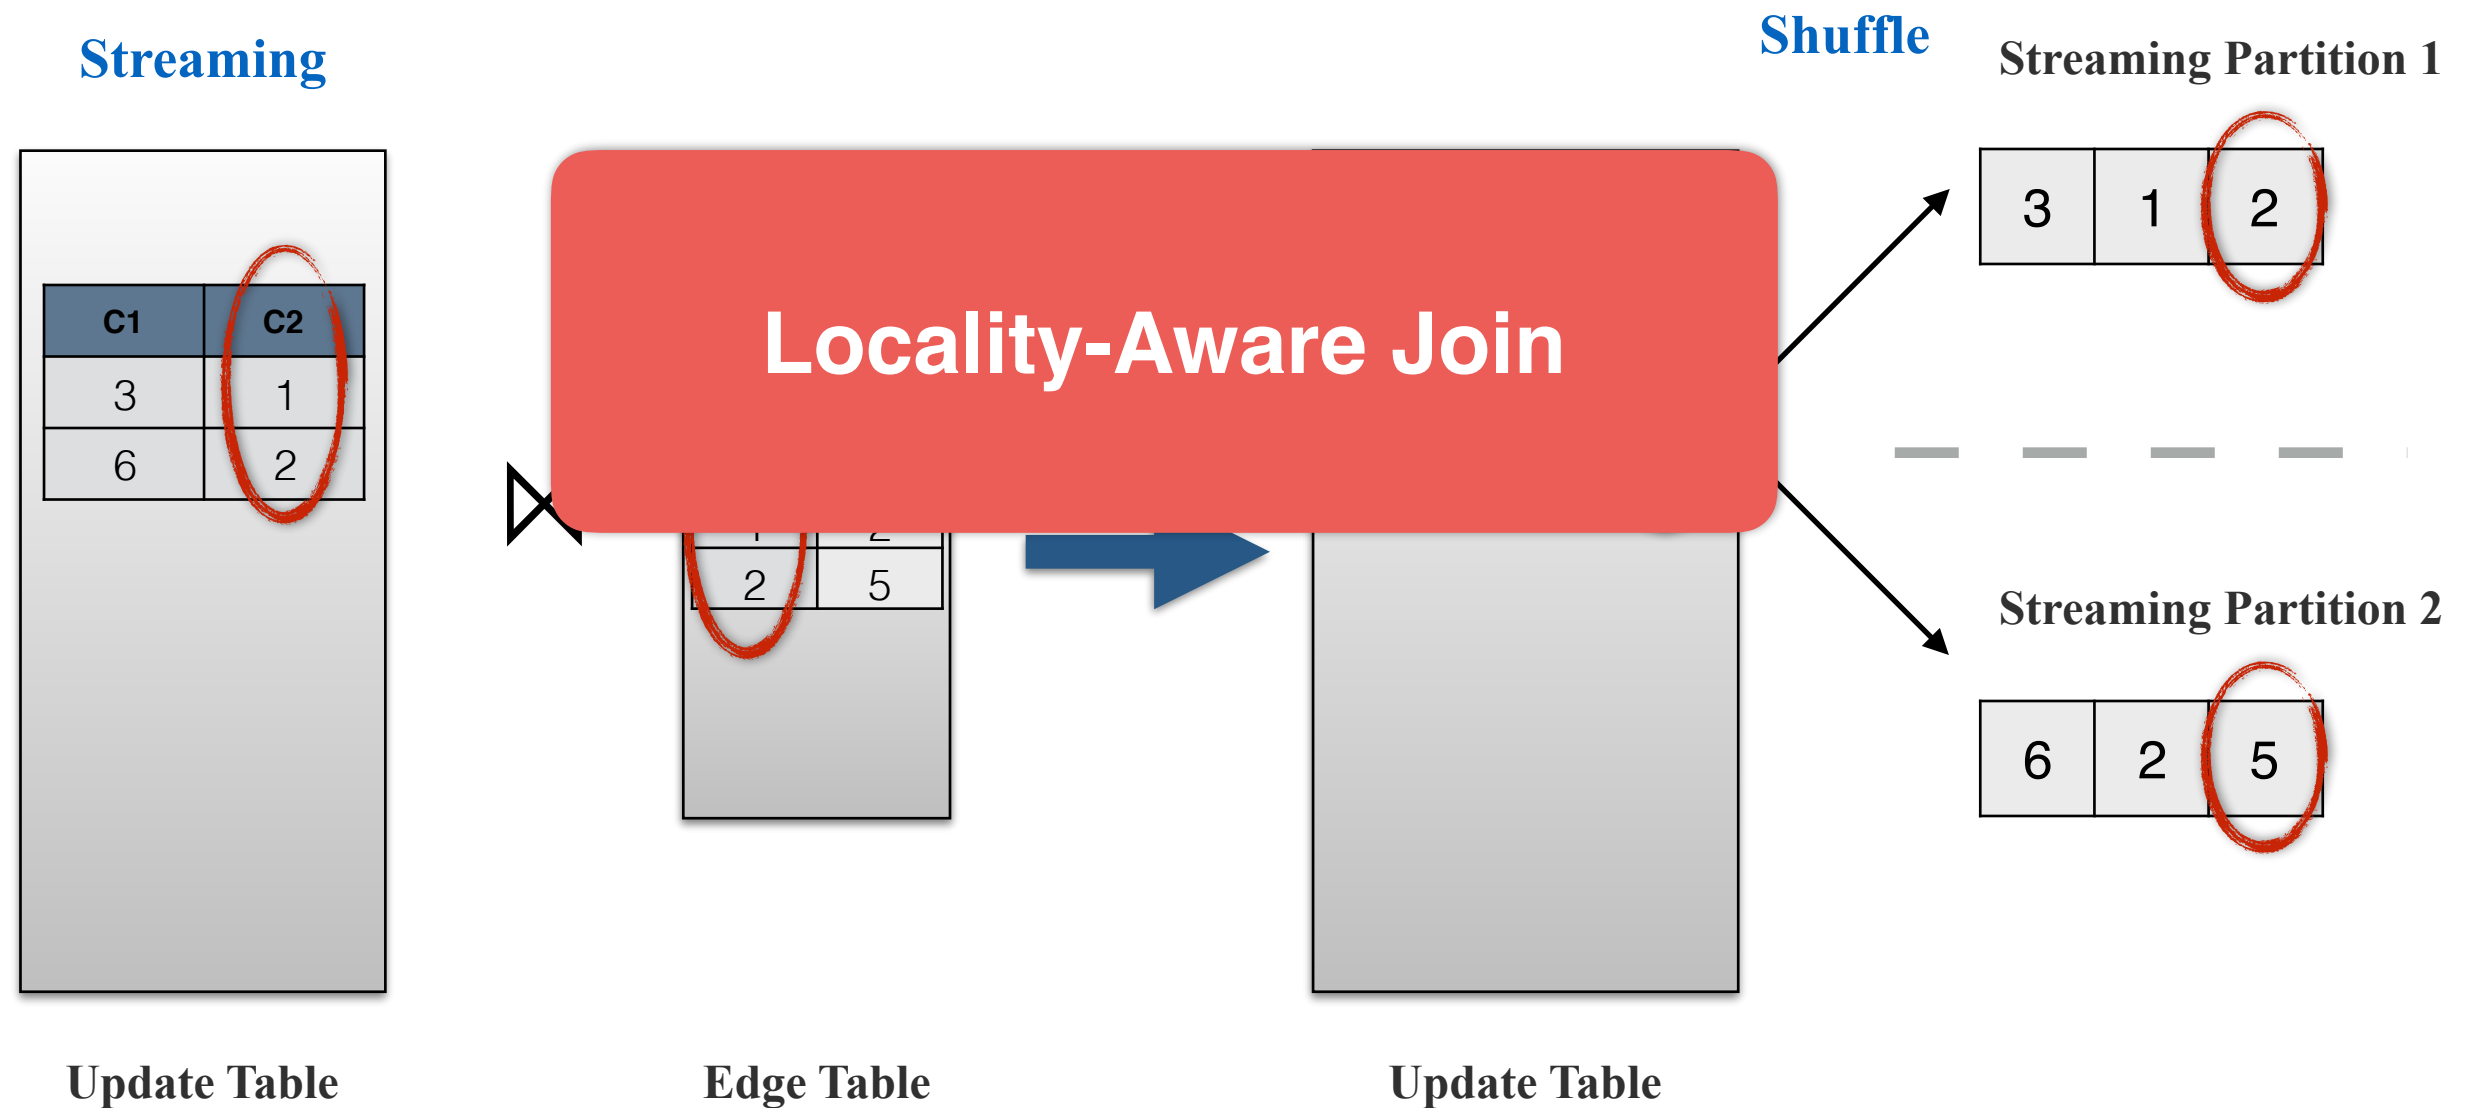 Streaming
Shuffle
Streaming Partition 1
3 1 2
C1 C2
3 1
6 2
Locality-Aware Join
2 5
Streaming Partition 2
6 2 5
Update Table
Edge Table
Update Table